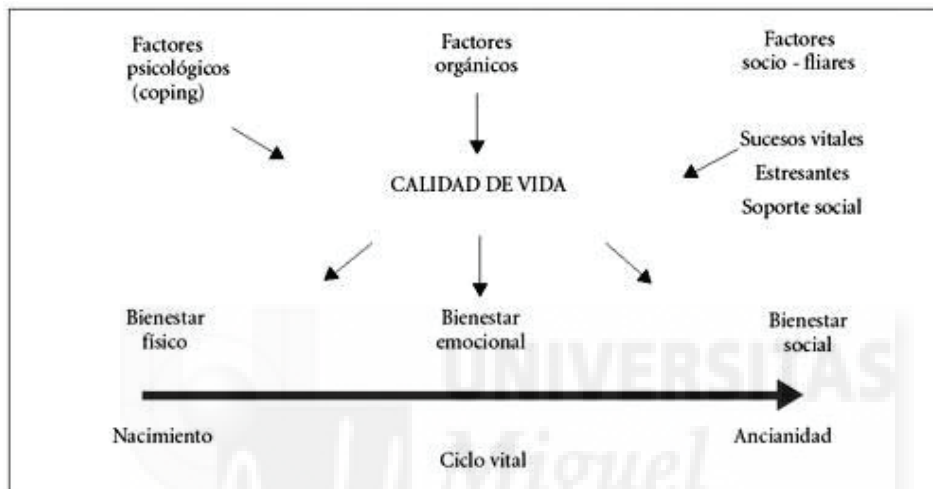 Factores
psicológicos
(coping)
Factores
orgánicos
Factores
socio - fliares
Sucesos vitales
Estresantes
Soporte social
CALIDAD DE VIDA
Bienestar
físico
Bienestar
emocional
Bienestar
social
UNIVERSITAS
Miguel
Nacimiento
Ancianidad
Ciclo vital